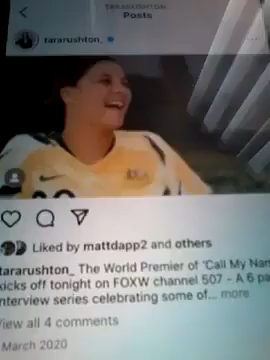 TARARUSHTON_
Posts
tararushton_
Liked by mattdapp2 and others
tararushton_ The World Premier of 'Call My Nam
kicks off tonight on FOXW channel 507 - A 6 pa
interview series celebrating some of... more
View all 4 comments
March 2020